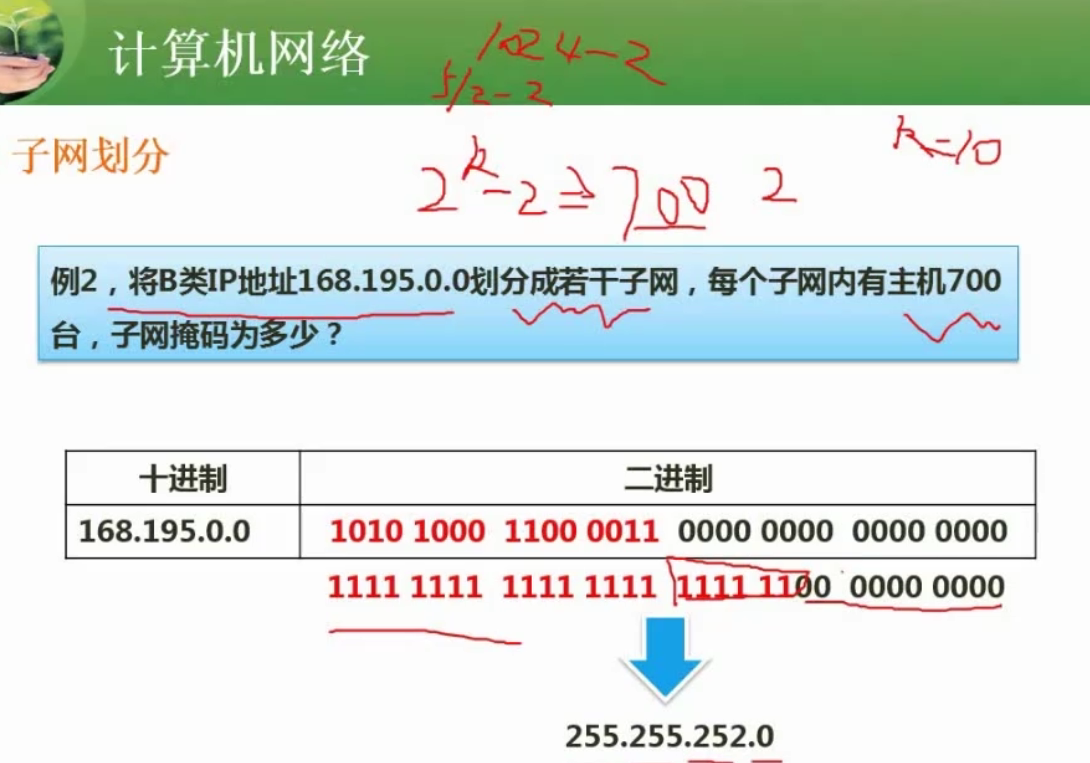 计算机网络
1024-2
512-2
子网划分
k=10
2^k-2≥700 2
例2，将B类IP地址168.195.0.0划分成若干子网，每个子网内有主机700
台，子网掩码为多少？
十进制 二进制
168.195.0.0 1010 1000 1100 0011 0000 0000 0000 0000
1111 1111 1111 1111 1111 1100 0000 0000
255.255.252.0